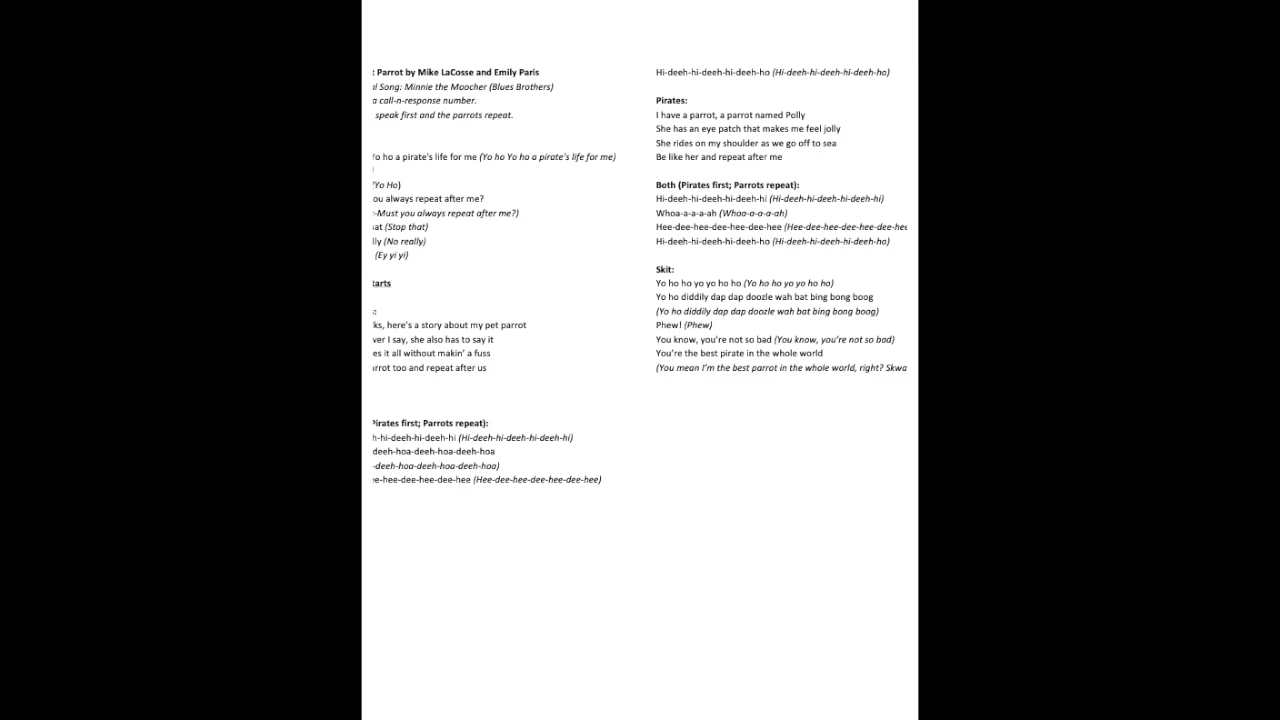 Parrot by Mike LaCosse and Emily Paris
Song: Minnie the Moocher (Blues Brothers)
a call-n-response number.
speak first and the parrots repeat.
ho a pirate's life for me (Yo ho Yo ho a pirate's life for me)
(Yo Ho)
always repeat after me?
-Must you always repeat after me?)
(Stop that)
(No really)
(Ey yi yi)
here's a story about my pet parrot
I say, she also has to say it
it all without makin' a fuss
too and repeat after us
Pirates first; Parrots repeat):
-hi-deeh-hi-deeh-hi (Hi-deeh-hi-deeh-hi-deeh-hi)
deeh-hoa-deeh-hoa-deeh-hoa
-deeh-hoa-deeh-hoa-deeh-hoa)
-hee-dee-hee-dee-hee (Hee-dee-hee-dee-hee-dee-hee)
Hi-deeh-hi-deeh-hi-deeh-ho (Hi-deeh-hi-deeh-hi-deeh-ho)
Pirates:
I have a parrot, a parrot named Polly
She has an eye patch that makes me feel jolly
She rides on my shoulder as we go off to sea
Be like her and repeat after me
Both (Pirates first; Parrots repeat):
Hi-deeh-hi-deeh-hi-deeh-hi (Hi-deeh-hi-deeh-hi-deeh-hi)
Whoa-a-a-a-ah (Whoa-a-a-a-ah)
Hee-dee-hee-dee-hee-dee-hee (Hee-dee-hee-dee-hee-dee-hee
Hi-deeh-hi-deeh-hi-deeh-ho (Hi-deeh-hi-deeh-hi-deeh-ho)
Skit:
Yo ho ho yo yo ho ho (Yo ho ho yo yo ho ho)
Yo ho diddily dap dap doozle wah bat bing bong boog
(Yo ho diddily dap dap doozle wah bat bing bong boog)
Phew! (Phew)
You know, you're not so bad (You know, you're not so bad)
You're the best pirate in the whole world
(You mean I'm the best parrot in the whole world, right? Skwa